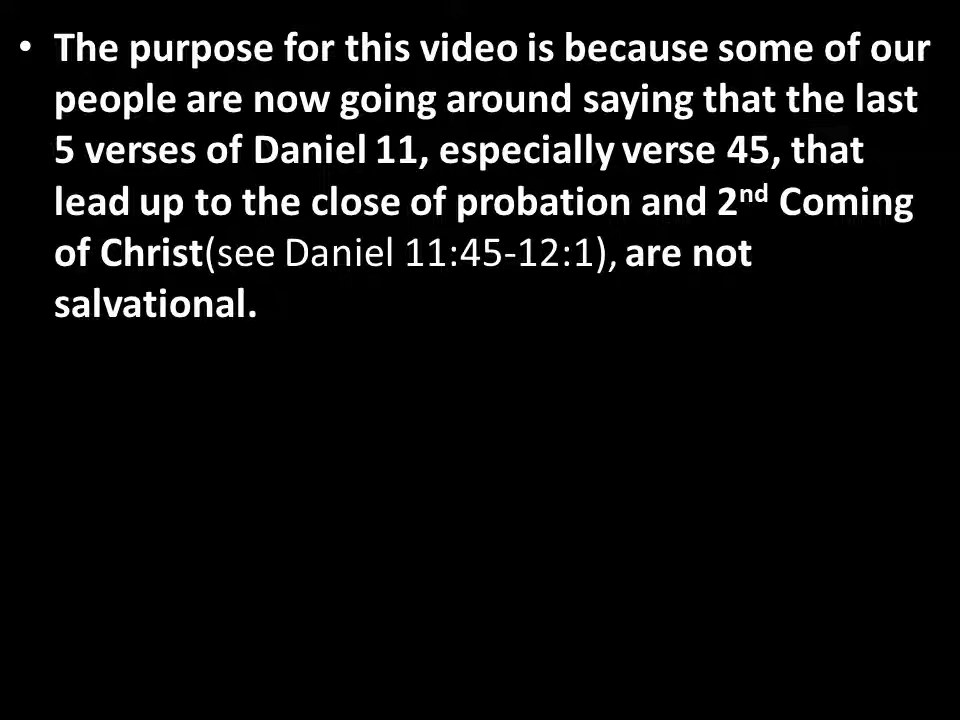 • The purpose for this video is because some of our
people are now going around saying that the last
5 verses of Daniel 11, especially verse 45, that
lead up to the close of probation and 2nd Coming
of Christ(see Daniel 11:45-12:1), are not
salvational.